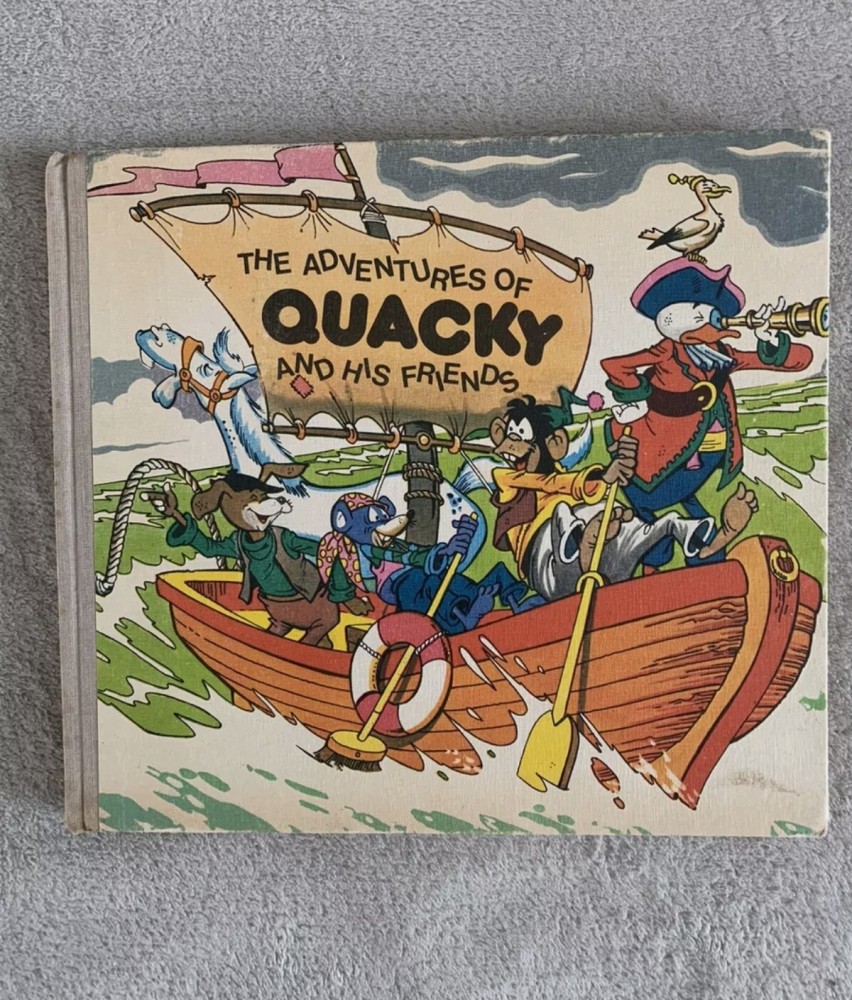 THE ADVENTURES OF
QUACKY
AND HIS FRIENDS